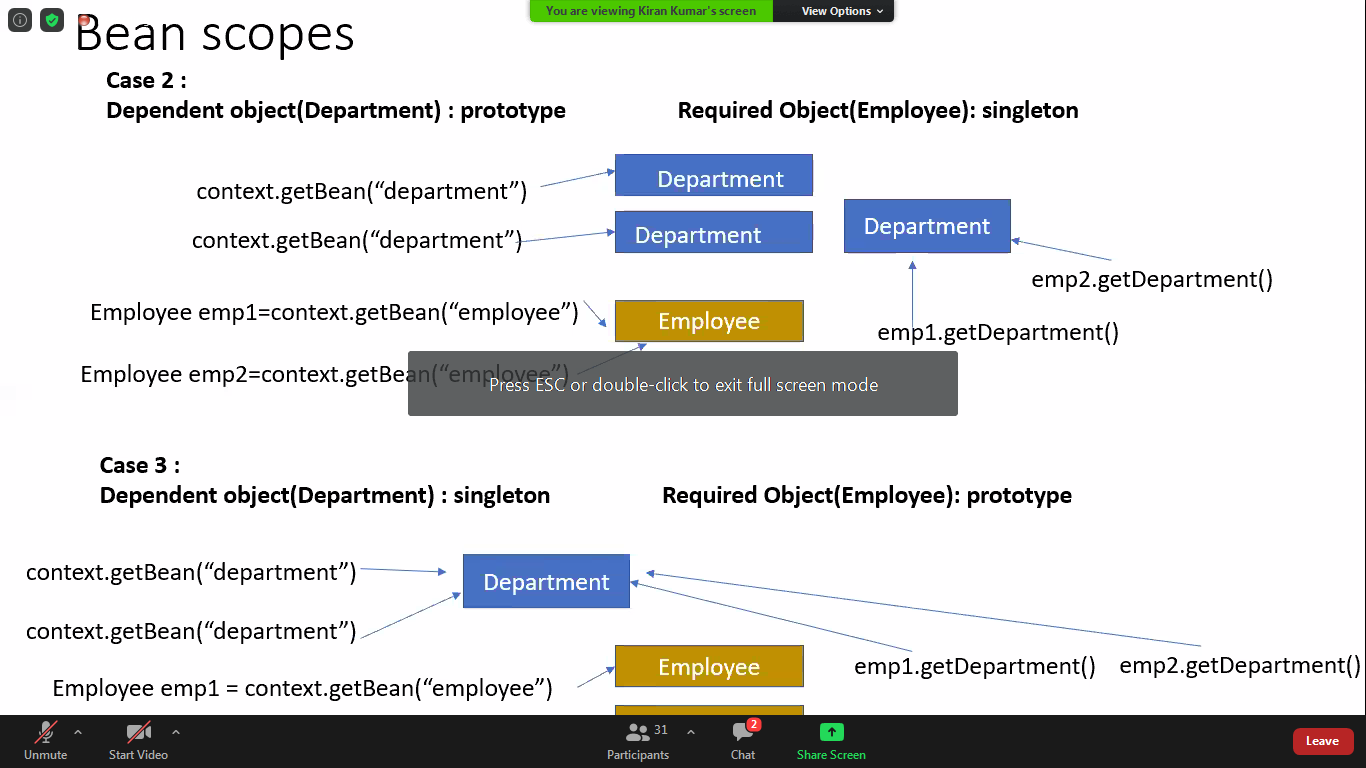 You are viewing Kiran Kumar's screen
View Options
Bean scopes
Case 2 :
Dependent object(Department) : prototype
Required Object(Employee): singleton
context.getBean(“department”)
Department
context.getBean(“department”)
Department
Department
emp2.getDepartment()
Employee emp1=context.getBean(“employee”)
Employee
emp1.getDepartment()
Employee emp2=context.getBean(“employee”)
Press ESC or double-click to exit full screen mode
Case 3 :
Dependent object(Department) : singleton
Required Object(Employee): prototype
context.getBean(“department”)
Department
context.getBean(“department”)
Employee
emp1.getDepartment()
emp2.getDepartment()
Employee emp1 = context.getBean(“employee”)
Unmute
Start Video
31
Participants
2
Chat
Share Screen
Leave